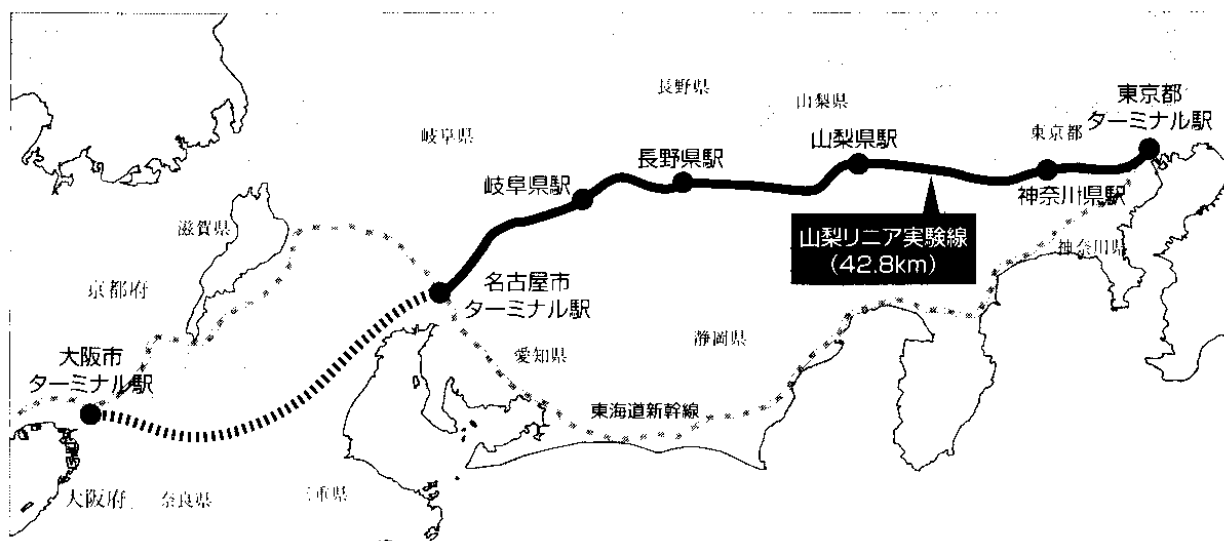 長野県
山梨県
東京都
ターミナル駅
東京都
岐阜県
山梨県駅
長野県駅
岐阜県駅
神奈川県駅
滋賀県
山梨リニア実験線
（42.8km）
神奈川県
京都府
名古屋市
ターミナル駅
静岡県
愛知県
大阪市
ターミナル駅
東海道新幹線
大阪府
奈良県
三重県